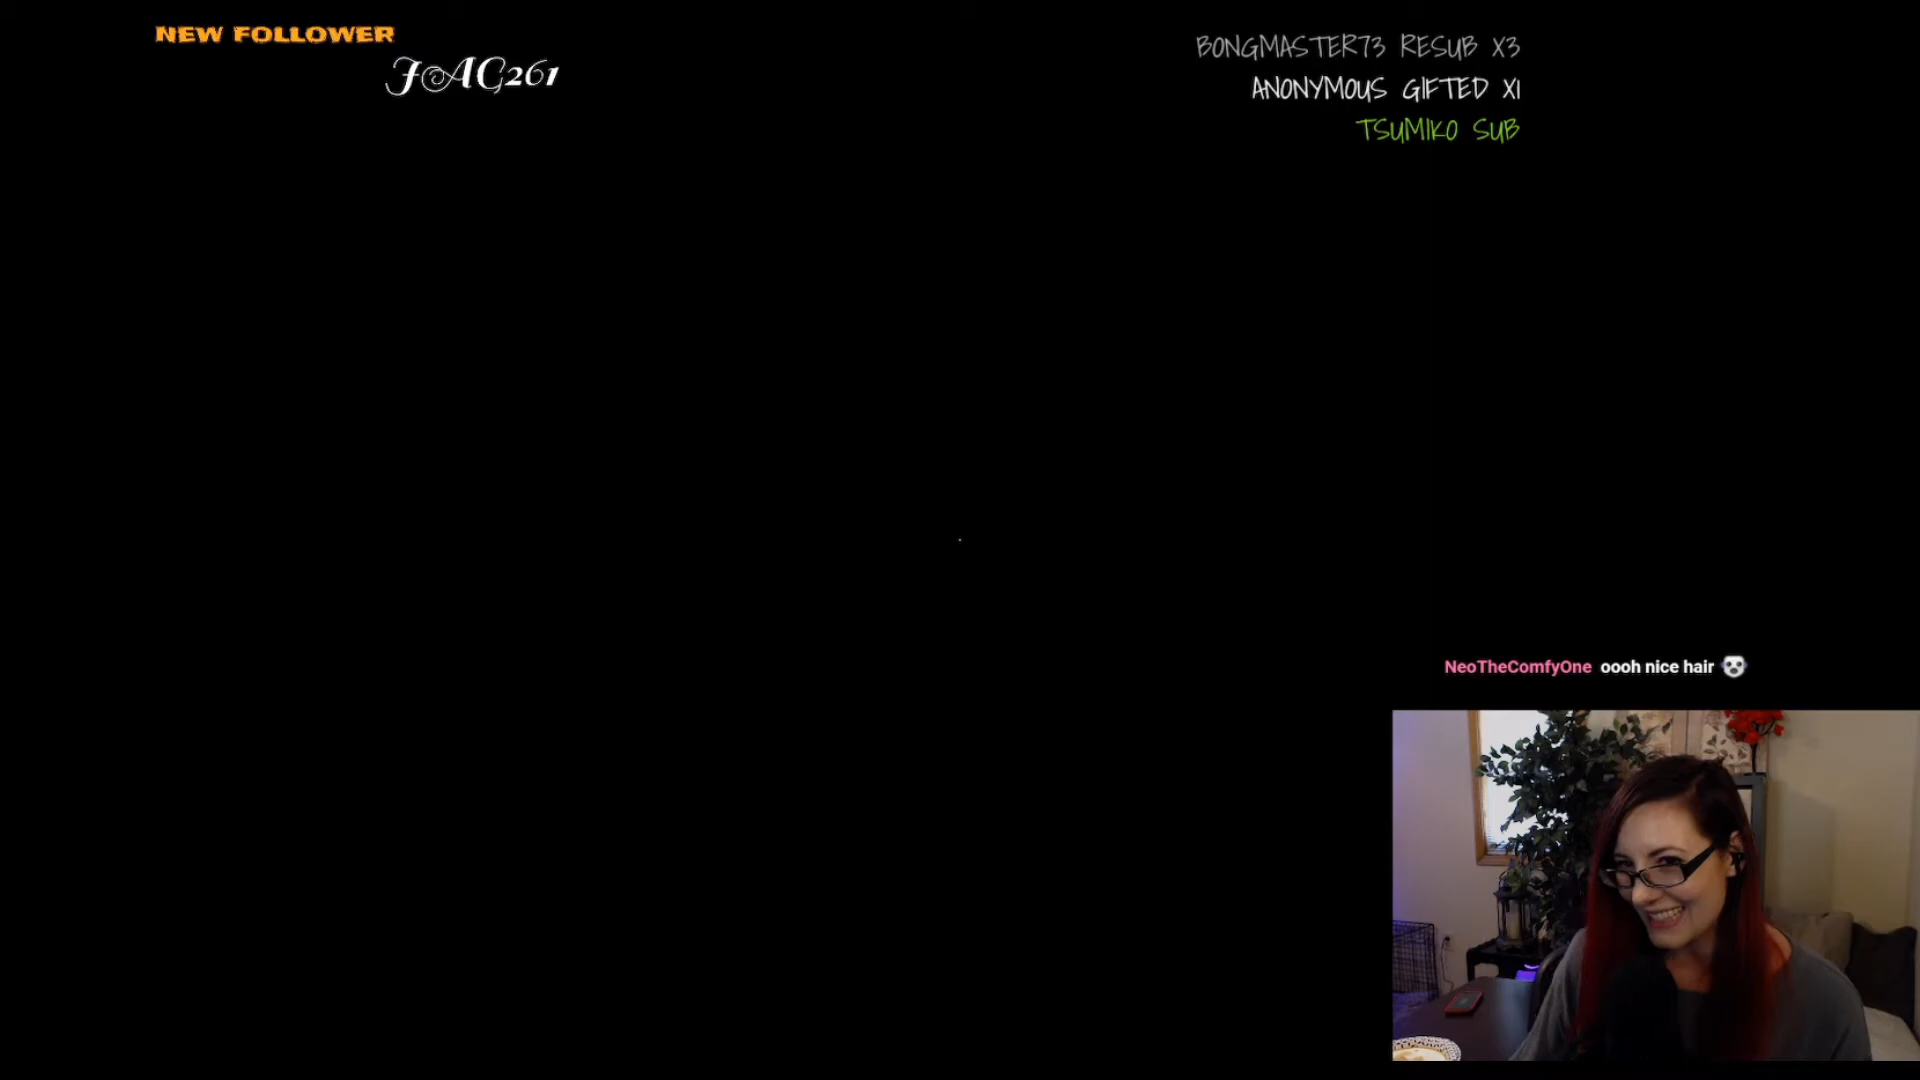 NEW FOLLOWER
JAG261
BONGMASTER73 RESUB X3
ANONYMOUS GIFTED X1
TSUMIKO SUB
NeoTheComfyOne oooh nice hair